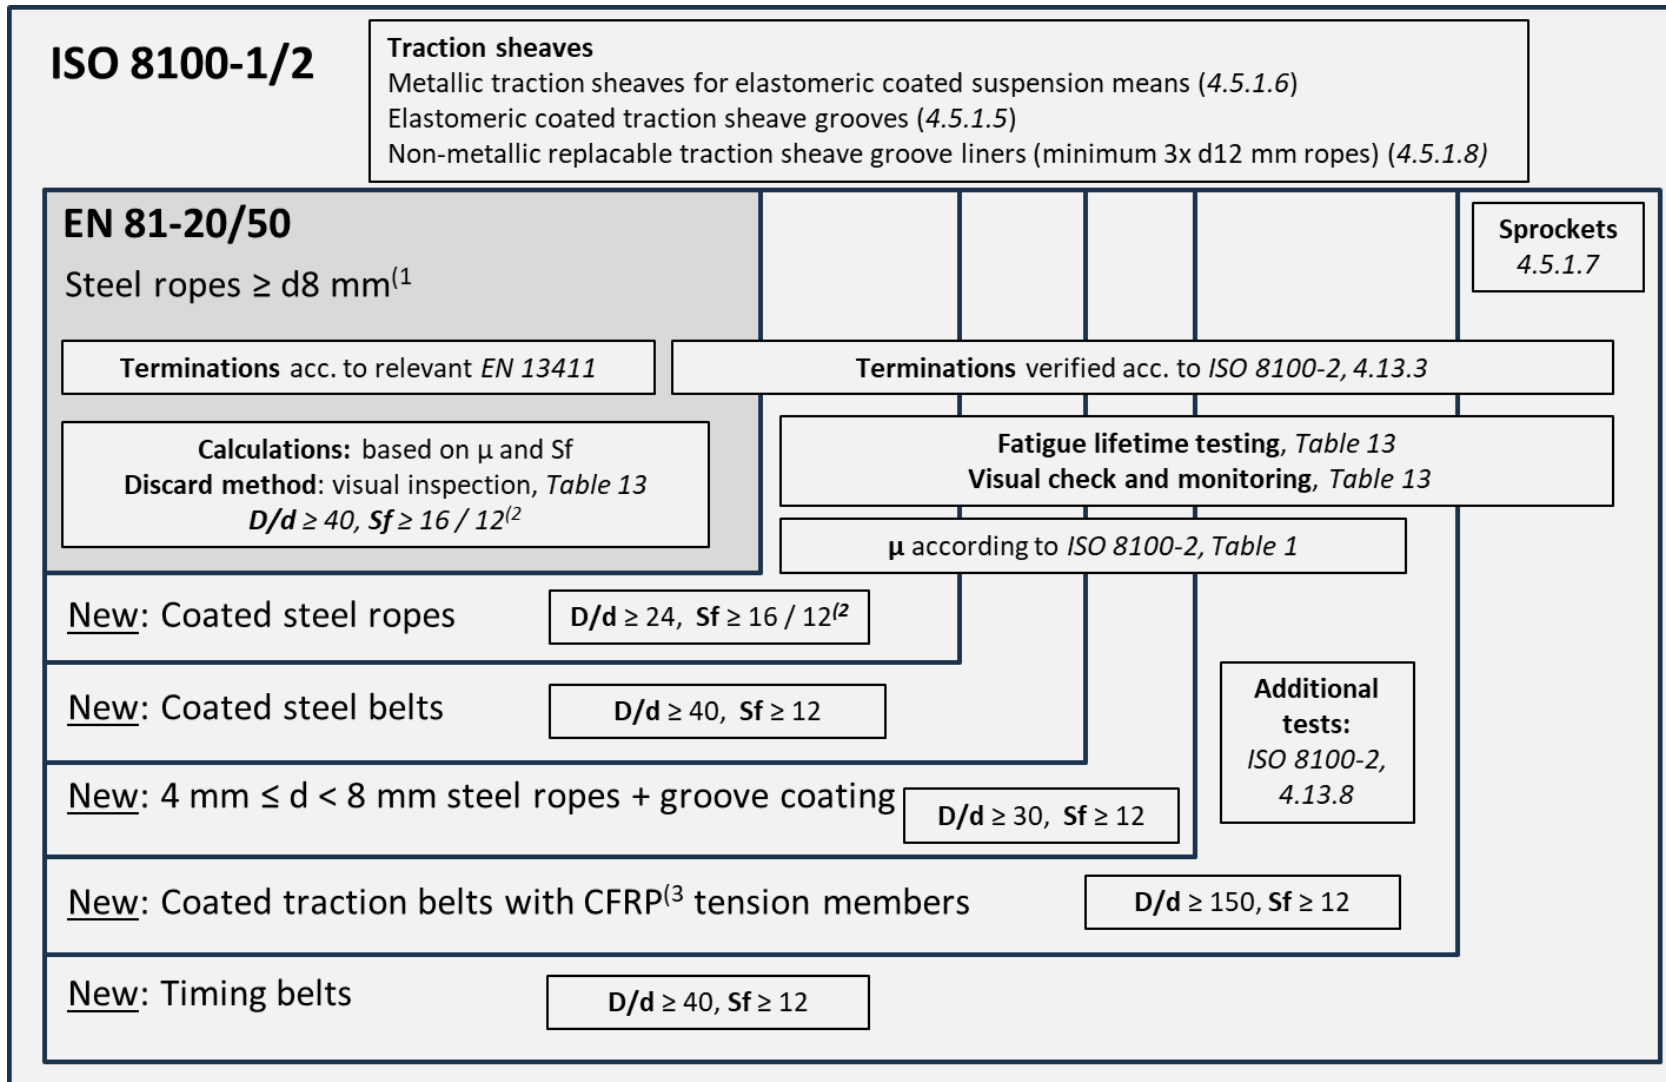 ISO 8100-1/2
Traction sheaves
Metallic traction sheaves for elastomeric coated suspension means (4.5.1.6)
Elastomeric coated traction sheave grooves (4.5.1.5)
Non-metallic replacable traction sheave groove liners (minimum 3x d12 mm ropes) (4.5.1.8)
EN 81-20/50
Steel ropes ≥ d8 mm(1
Sprockets
4.5.1.7
Terminations acc. to relevant EN 13411
Terminations verified acc. to ISO 8100-2, 4.13.3
Calculations: based on μ and Sf
Discard method: visual inspection, Table 13
D/d ≥ 40, Sf ≥ 16 / 12(2
Fatigue lifetime testing, Table 13
Visual check and monitoring, Table 13
μ according to ISO 8100-2, Table 1
New: Coated steel ropes
D/d ≥ 24, Sf ≥ 16 / 12(2
New: Coated steel belts
D/d ≥ 40, Sf ≥ 12
Additional
tests:
ISO 8100-2,
4.13.8
New: 4 mm ≤ d < 8 mm steel ropes + groove coating
D/d ≥ 30, Sf ≥ 12
New: Coated traction belts with CFRP(3 tension members
D/d ≥ 150, Sf ≥ 12
New: Timing belts
D/d ≥ 40, Sf ≥ 12